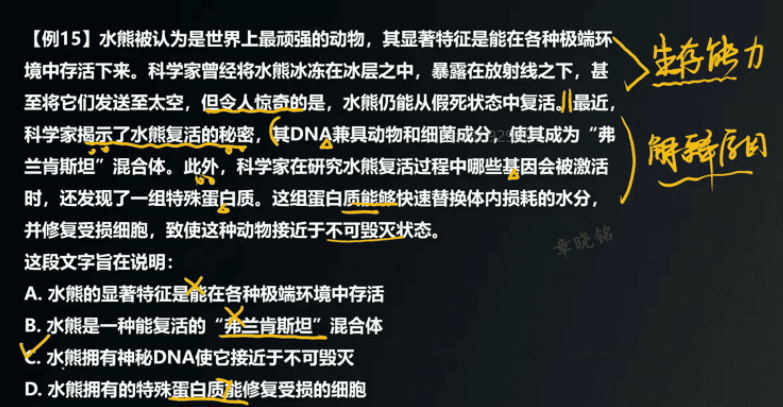 【例15】水熊被认为是世界上最顽强的动物，其显著特征是能在各种极端环
境中存活下来。科学家曾经将水熊冰冻在冰层之中，暴露在放射线之下，甚
至将它们发送至太空，但令人惊奇的是，水熊仍能从假死状态中复活。最近，
科学家揭示了水熊复活的秘密，其DNA兼具动物和细菌成分，使其成为“弗
兰肯斯坦”混合体。此外，科学家在研究水熊复活过程中哪些基因会被激活
时，还发现了一组特殊蛋白质。这组蛋白质能够快速替换体内损耗的水分，
并修复受损细胞，致使这种动物接近于不可毁灭状态。
这段文字旨在说明：
A. 水熊的显著特征是能在各种极端环境中存活
B. 水熊是一种能复活的“弗兰肯斯坦”混合体
C. 水熊拥有神秘DNA使它接近于不可毁灭
D. 水熊拥有的特殊蛋白质能修复受损的细胞
生存能力
解释原因
章晓铭